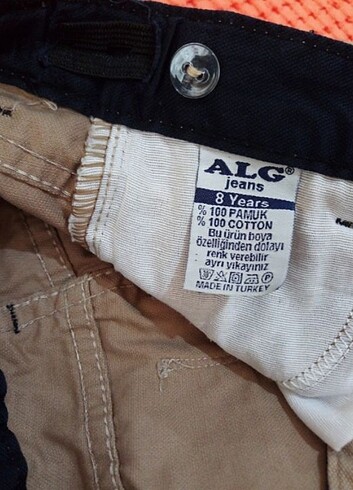 ALG®
jeans
8 Years
% 100 PAMUK
% 100 COTTON
Bu ürün boya
özelliğinden dolayı
renk verebilir
ayrı yıkayınız
MADE IN TURKEY